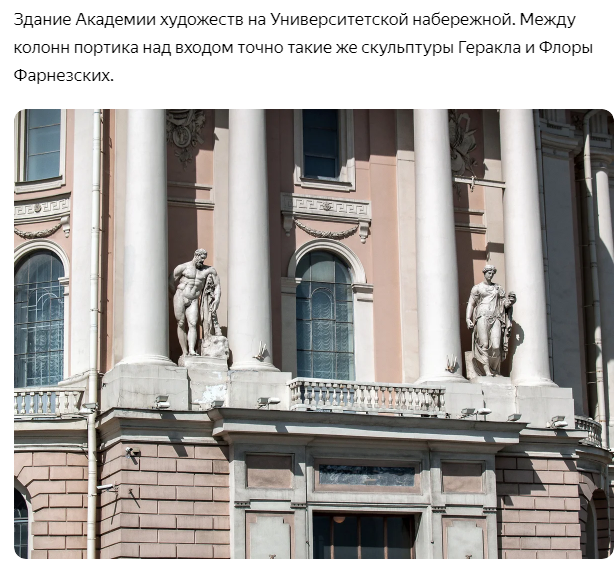 Здание Академии художеств на Университетской набережной. Между
колонн портика над входом точно такие же скульптуры Геракла и Флоры
Фарнезских.